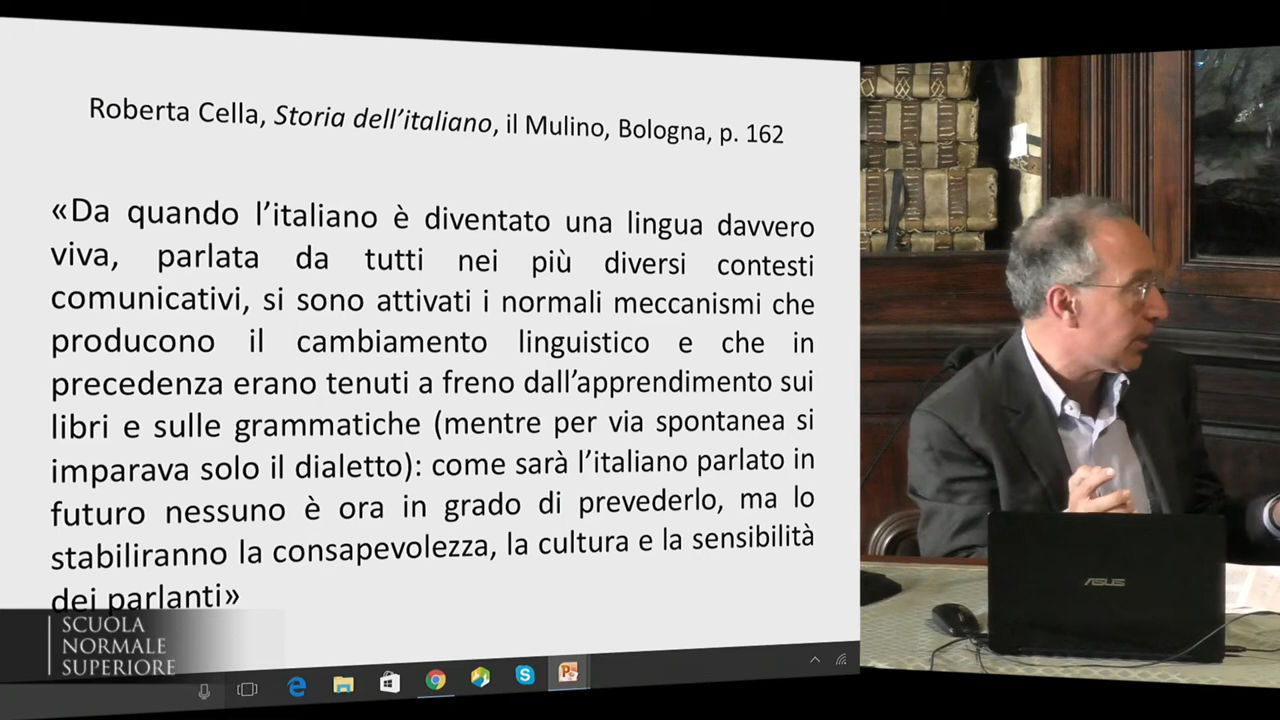 Roberta Cella, Storia dell’italiano, il Mulino, Bologna, p. 162
«Da quando l’italiano è diventato una lingua davvero
viva, parlata da tutti nei più diversi contesti
comunicativi, si sono attivati i normali meccanismi che
producono il cambiamento linguistico e che in
precedenza erano tenuti a freno dall’apprendimento sui
libri e sulle grammatiche (mentre per via spontanea si
imparava solo il dialetto): come sarà l’italiano parlato in
futuro nessuno è ora in grado di prevederlo, ma lo
stabiliranno la consapevolezza, la cultura e la sensibilità
dei parlanti»
SCUOLA
NORMALE
SUPERIORE
ASUS